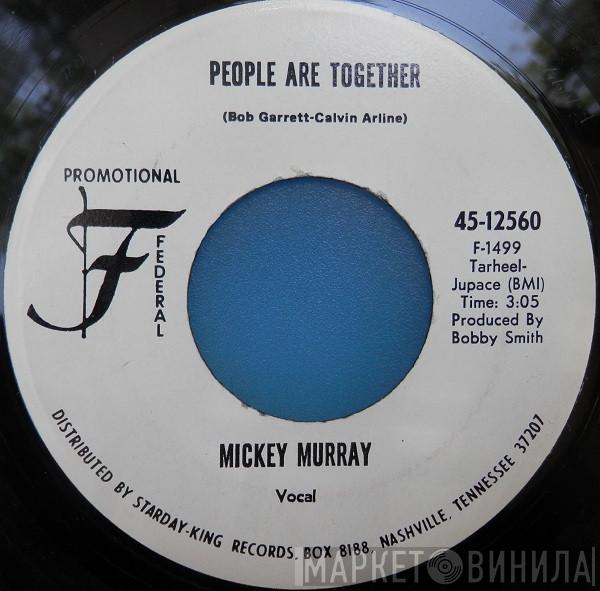 PEOPLE ARE TOGETHER
(Bob Garrett-Calvin Arline)
PROMOTIONAL
F
FEDERAL
45-12560
F-1499
Tarheel-
Jupace (BMI)
Time: 3:05
Produced By
Bobby Smith
MICKEY MURRAY
Vocal
DISTRIBUTED BY STARDAY-KING RECORDS, BOX 8188, NASHVILLE, TENNESSEE 37207
МАРКЕТ ВИНИЛА